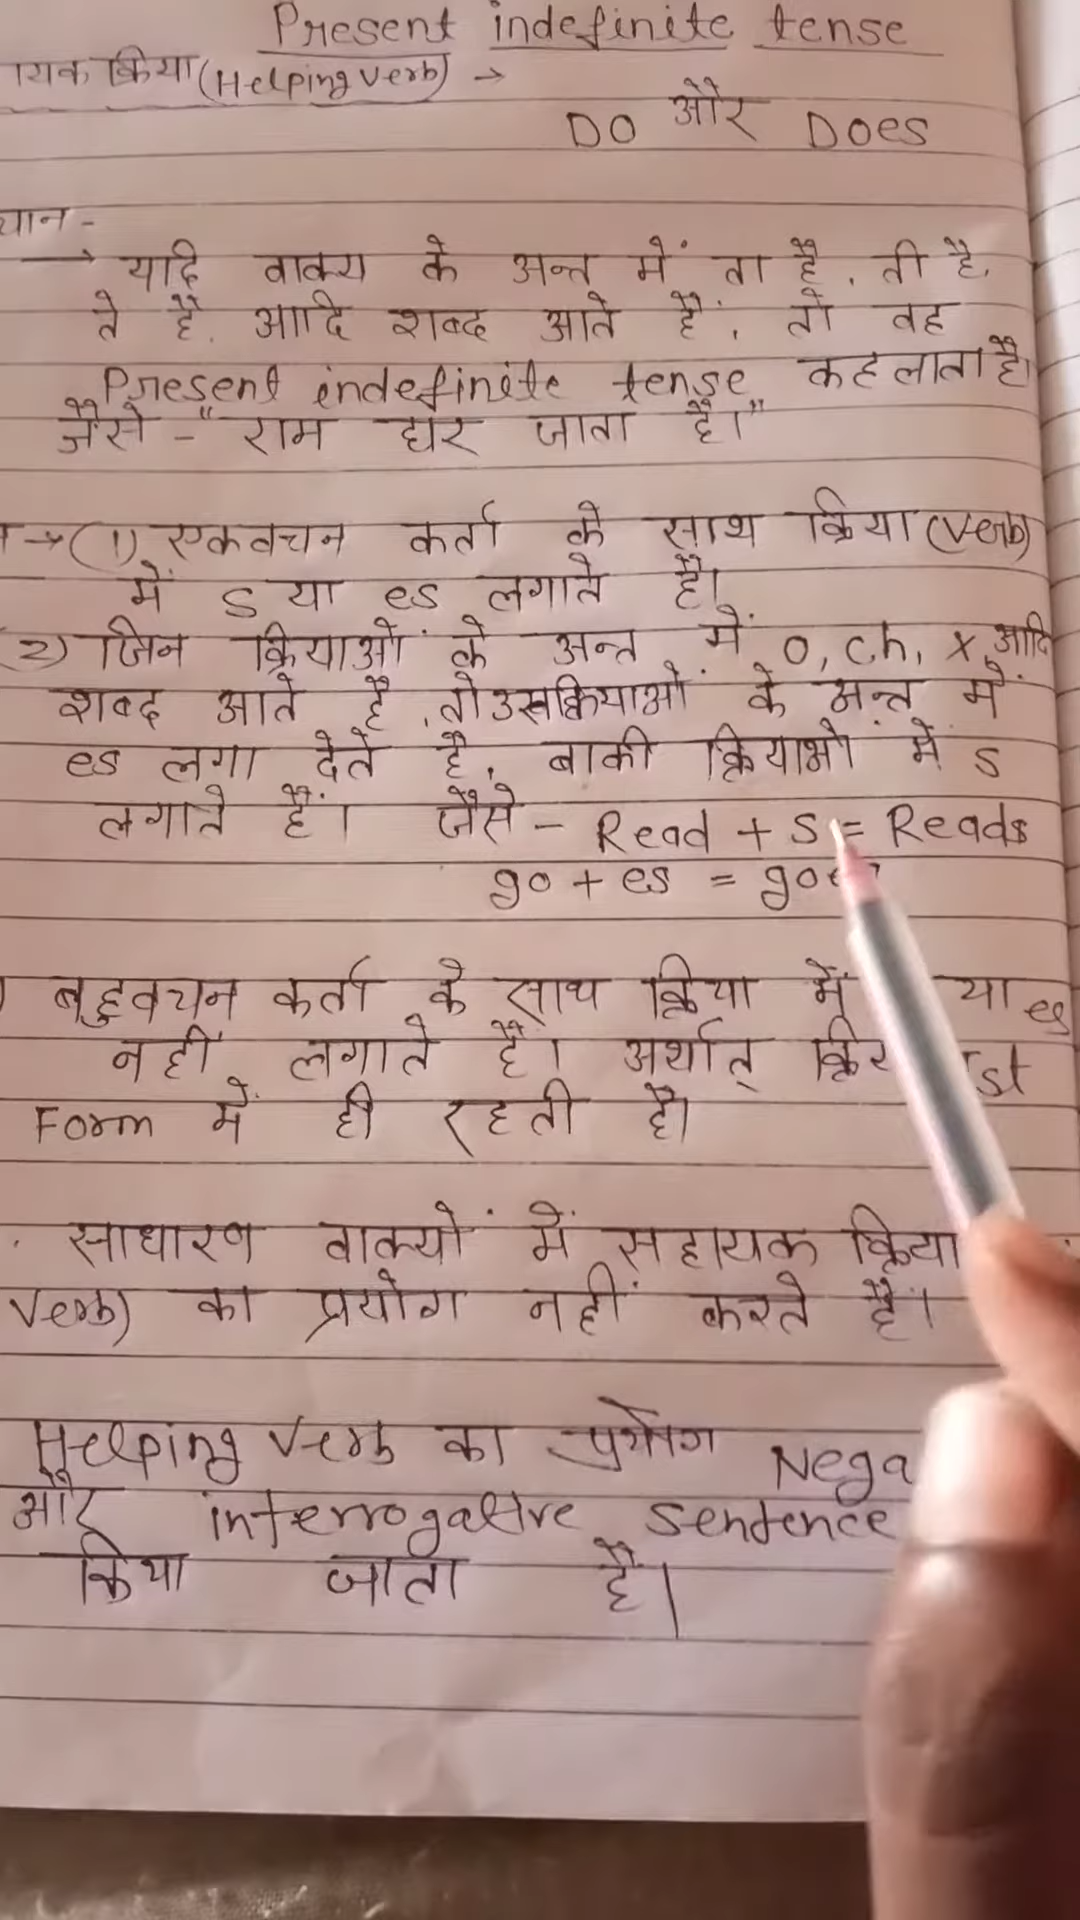 Present indefinite tense
यक क्रिया (Helping verb) →
DO और DOes
यान -
→ यादि वाक्य के अन्त में ता है, ती है,
ते है, आदि शब्द आते हैं, तो वह
Present indefinite tense कहलाता है।
जैसे - "राम घर जाता है।"
→ (1) एकवचन कर्ता के साथ क्रिया (verb)
में s या es लगाते है।
(2) जिन क्रियाओं के अन्त में o, ch, x आदि
शब्द आते है, तो उस क्रियाओं के अन्त में
es लगा देते है, बाकी क्रियाओ में s
लगाते हैं। जैसे - Read + s = Reads
go + es =
बहुवचन कर्ता के साथ क्रिया में या es
नहीं लगाते है। अर्थात् st
Form में ही रहती है।
साधारण वाक्यों में सहायक क्रिया
verb) का प्रयोग नहीं करते हैं।
Helping verb का प्रयोग Nega
और interrogative sentence
किया जाता है।